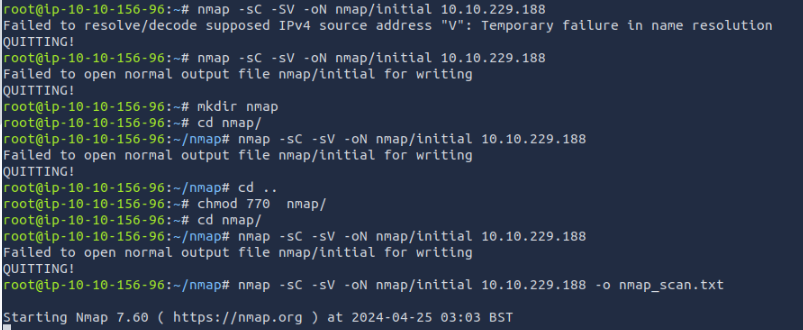 root@ip-10-10-156-96:~# nmap -sC -SV -oN nmap/initial 10.10.229.188
Failed to resolve/decode supposed IPv4 source address "V": Temporary failure in name resolution
QUITTING!
root@ip-10-10-156-96:~# nmap -sC -sV -oN nmap/initial 10.10.229.188
Failed to open normal output file nmap/initial for writing
QUITTING!
root@ip-10-10-156-96:~# mkdir nmap
root@ip-10-10-156-96:~# cd nmap/
root@ip-10-10-156-96:~/nmap# nmap -sC -sV -oN nmap/initial 10.10.229.188
Failed to open normal output file nmap/initial for writing
QUITTING!
root@ip-10-10-156-96:~/nmap# cd ..
root@ip-10-10-156-96:~# chmod 770  nmap/
root@ip-10-10-156-96:~# cd nmap/
root@ip-10-10-156-96:~/nmap# nmap -sC -sV -oN nmap/initial 10.10.229.188
Failed to open normal output file nmap/initial for writing
QUITTING!
root@ip-10-10-156-96:~/nmap# nmap -sC -sV -oN nmap/initial 10.10.229.188 -o nmap_scan.txt
Starting Nmap 7.60 ( https://nmap.org ) at 2024-04-25 03:03 BST